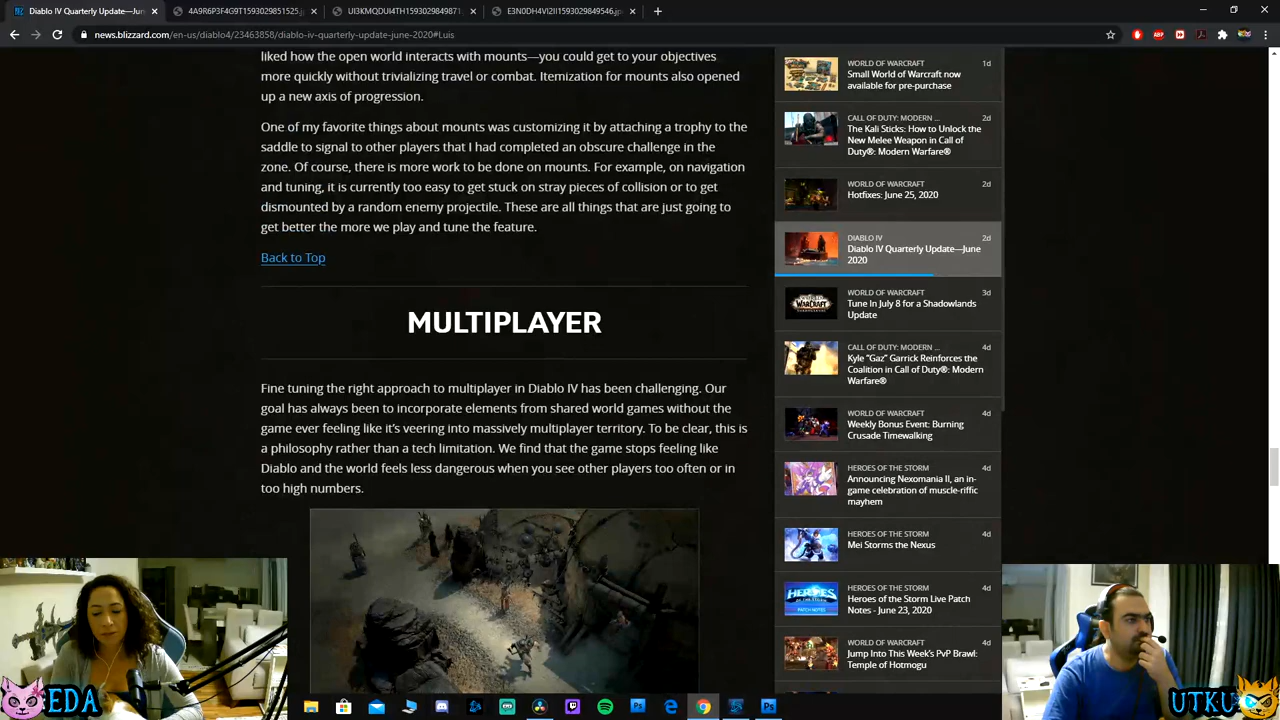 Diablo IV Quarterly Update—Jun
4A9R6P3F4G9T1593029851525.j
UI3KMQDUI4TH1593029849871
E3N0DH4VI2II1593029849546.jp
news.blizzard.com/en-us/diablo4/23463858/diablo-iv-quarterly-update-june-2020#Luis
liked how the open world interacts with mounts—you could get to your objectives
more quickly without trivializing travel or combat. Itemization for mounts also opened
up a new axis of progression.
One of my favorite things about mounts was customizing it by attaching a trophy to the
saddle to signal to other players that I had completed an obscure challenge in the
zone. Of course, there is more work to be done on mounts. For example, on navigation
and tuning, it is currently too easy to get stuck on stray pieces of collision or to get
dismounted by a random enemy projectile. These are all things that are just going to
get better the more we play and tune the feature.
Back to Top
MULTIPLAYER
Fine tuning the right approach to multiplayer in Diablo IV has been challenging. Our
goal has always been to incorporate elements from shared world games without the
game ever feeling like it's veering into massively multiplayer territory. To be clear, this is
a philosophy rather than a tech limitation. We find that the game stops feeling like
Diablo and the world feels less dangerous when you see other players too often or in
too high numbers.
WORLD OF WARCRAFT 1d
Small World of Warcraft now
available for pre-purchase
CALL OF DUTY: MODERN ... 2d
The Kali Sticks: How to Unlock the
New Melee Weapon in Call of
Duty®: Modern Warfare®
WORLD OF WARCRAFT 2d
Hotfixes: June 25, 2020
DIABLO IV 2d
Diablo IV Quarterly Update—June
2020
WORLD OF WARCRAFT 3d
Tune In July 8 for a Shadowlands
Update
CALL OF DUTY: MODERN ... 4d
Kyle "Gaz" Garrick Reinforces the
Coalition in Call of Duty®: Modern
Warfare®
WORLD OF WARCRAFT 4d
Weekly Bonus Event: Burning
Crusade Timewalking
HEROES OF THE STORM 4d
Announcing Nexomania II, an in-
game celebration of muscle-riffic
mayhem
HEROES OF THE STORM 4d
Mei Storms the Nexus
HEROES OF THE STORM 4d
Heroes of the Storm Live Patch
Notes - June 23, 2020
WORLD OF WARCRAFT 4d
Jump Into This Week's PvP Brawl:
Temple of Hotmogu
EDA
UTKU